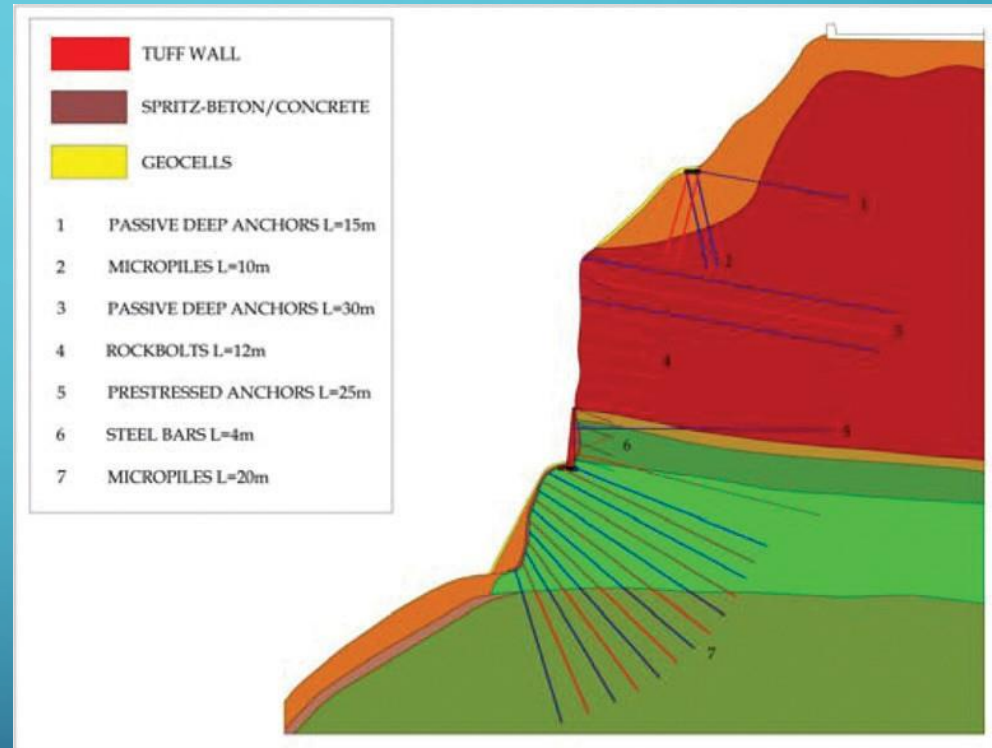 TUFF WALL
SPRITZ-BETON/CONCRETE
GEOCELLS
1 PASSIVE DEEP ANCHORS L=15m
2 MICROPILES L=10m
3 PASSIVE DEEP ANCHORS L=30m
4 ROCKBOLTS L=12m
5 PRESTRESSED ANCHORS L=25m
6 STEEL BARS L=4m
7 MICROPILES L=20m
1
2
3
4
5
6
7